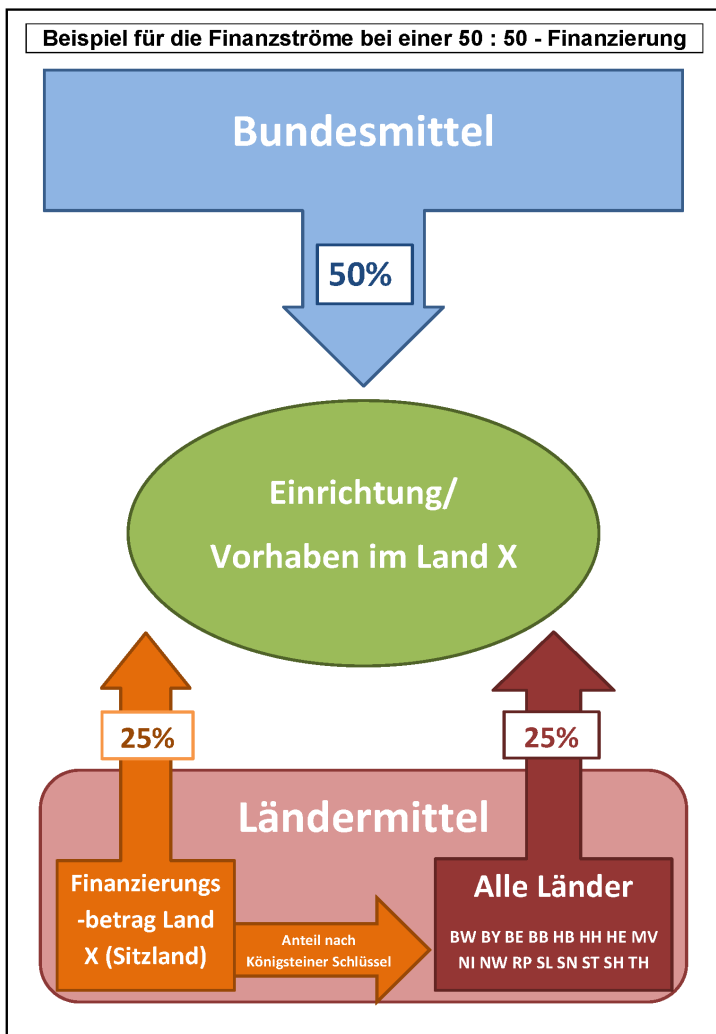 Beispiel für die Finanzströme bei einer 50 : 50 - Finanzierung
Bundesmittel
50%
Einrichtung/
Vorhaben im Land X
25%
25%
Ländermittel
Finanzierungs
-betrag Land
X (Sitzland)
Anteil nach
Königsteiner Schlüssel
Alle Länder
BW BY BE BB HB HH HE MV
NI NW RP SL SN ST SH TH